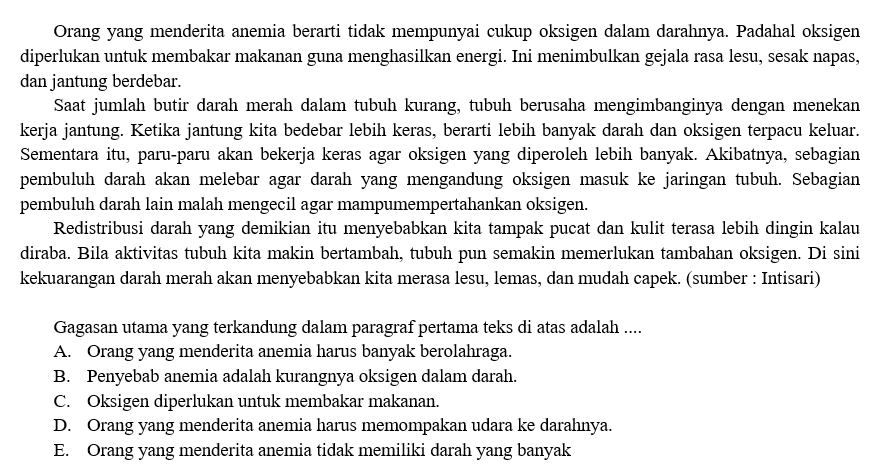 Orang yang menderita anemia berarti tidak mempunyai cukup oksigen dalam darahnya. Padahal oksigen
diperlukan untuk membakar makanan guna menghasilkan energi. Ini menimbulkan gejala rasa lesu, sesak napas,
dan jantung berdebar.
Saat jumlah butir darah merah dalam tubuh kurang, tubuh berusaha mengimbanginya dengan menekan
kerja jantung. Ketika jantung kita bedebar lebih keras, berarti lebih banyak darah dan oksigen terpacu keluar.
Sementara itu, paru-paru akan bekerja keras agar oksigen yang diperoleh lebih banyak. Akibatnya, sebagian
pembuluh darah akan melebar agar darah yang mengandung oksigen masuk ke jaringan tubuh. Sebagian
pembuluh darah lain malah mengecil agar mampumempertahankan oksigen.
Redistribusi darah yang demikian itu menyebabkan kita tampak pucat dan kulit terasa lebih dingin kalau
diraba. Bila aktivitas tubuh kita makin bertambah, tubuh pun semakin memerlukan tambahan oksigen. Di sini
kekuarangan darah merah akan menyebabkan kita merasa lesu, lemas, dan mudah capek. (sumber : Intisari)
Gagasan utama yang terkandung dalam paragraf pertama teks di atas adalah ....
A. Orang yang menderita anemia harus banyak berolahraga.
B. Penyebab anemia adalah kurangnya oksigen dalam darah.
C. Oksigen diperlukan untuk membakar makanan.
D. Orang yang menderita anemia harus memompakan udara ke darahnya.
E. Orang yang menderita anemia tidak memiliki darah yang banyak